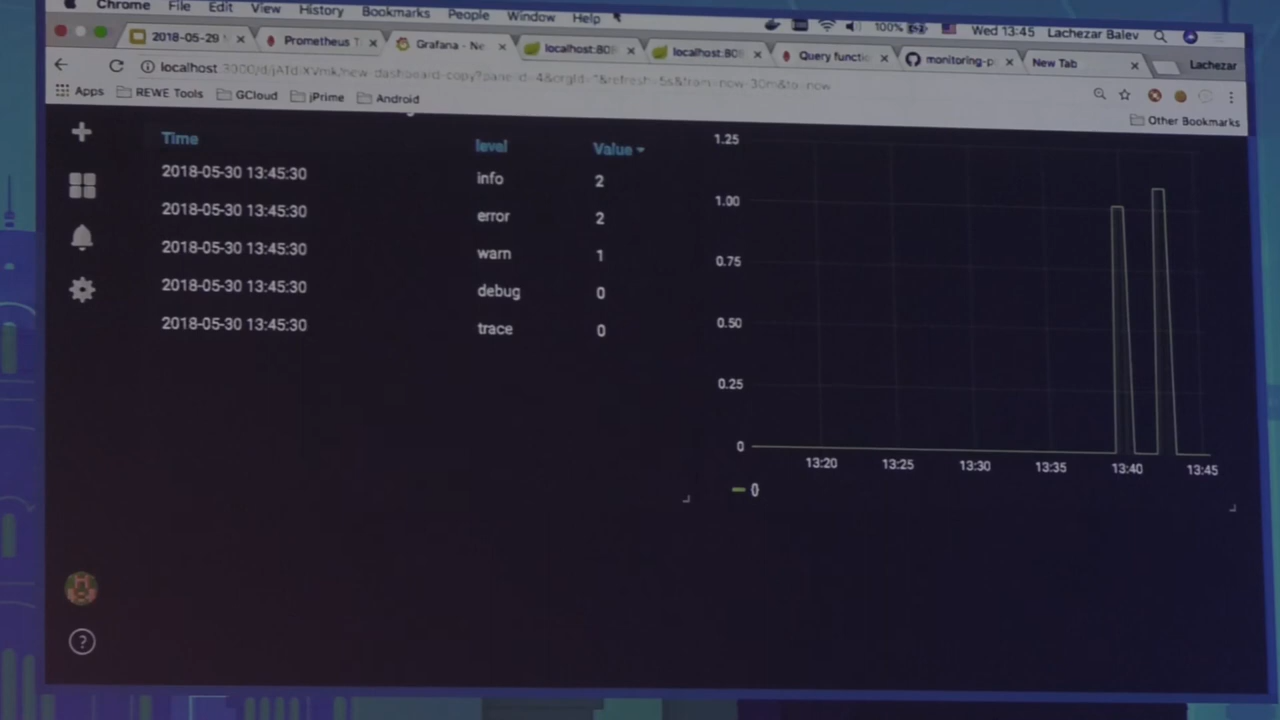 Chrome File Edit View History Bookmarks People Window Help 100% Wed 13:45 Lachezar Balev
2018-05-29 Prometheus T Grafana - Ne localhost:808 localhost:808 Query functio monitoring-p New Tab Lachezar
localhost:3000/d/
Apps REWE Tools GCloud jPrime Android
Other Bookmarks
Time level Value
2018-05-30 13:45:30 info 2
2018-05-30 13:45:30 error 2
2018-05-30 13:45:30 warn 1
2018-05-30 13:45:30 debug 0
2018-05-30 13:45:30 trace 0
1.25
1.00
0.75
0.50
0.25
0
13:20 13:25 13:30 13:35 13:40 13:45
{}
?